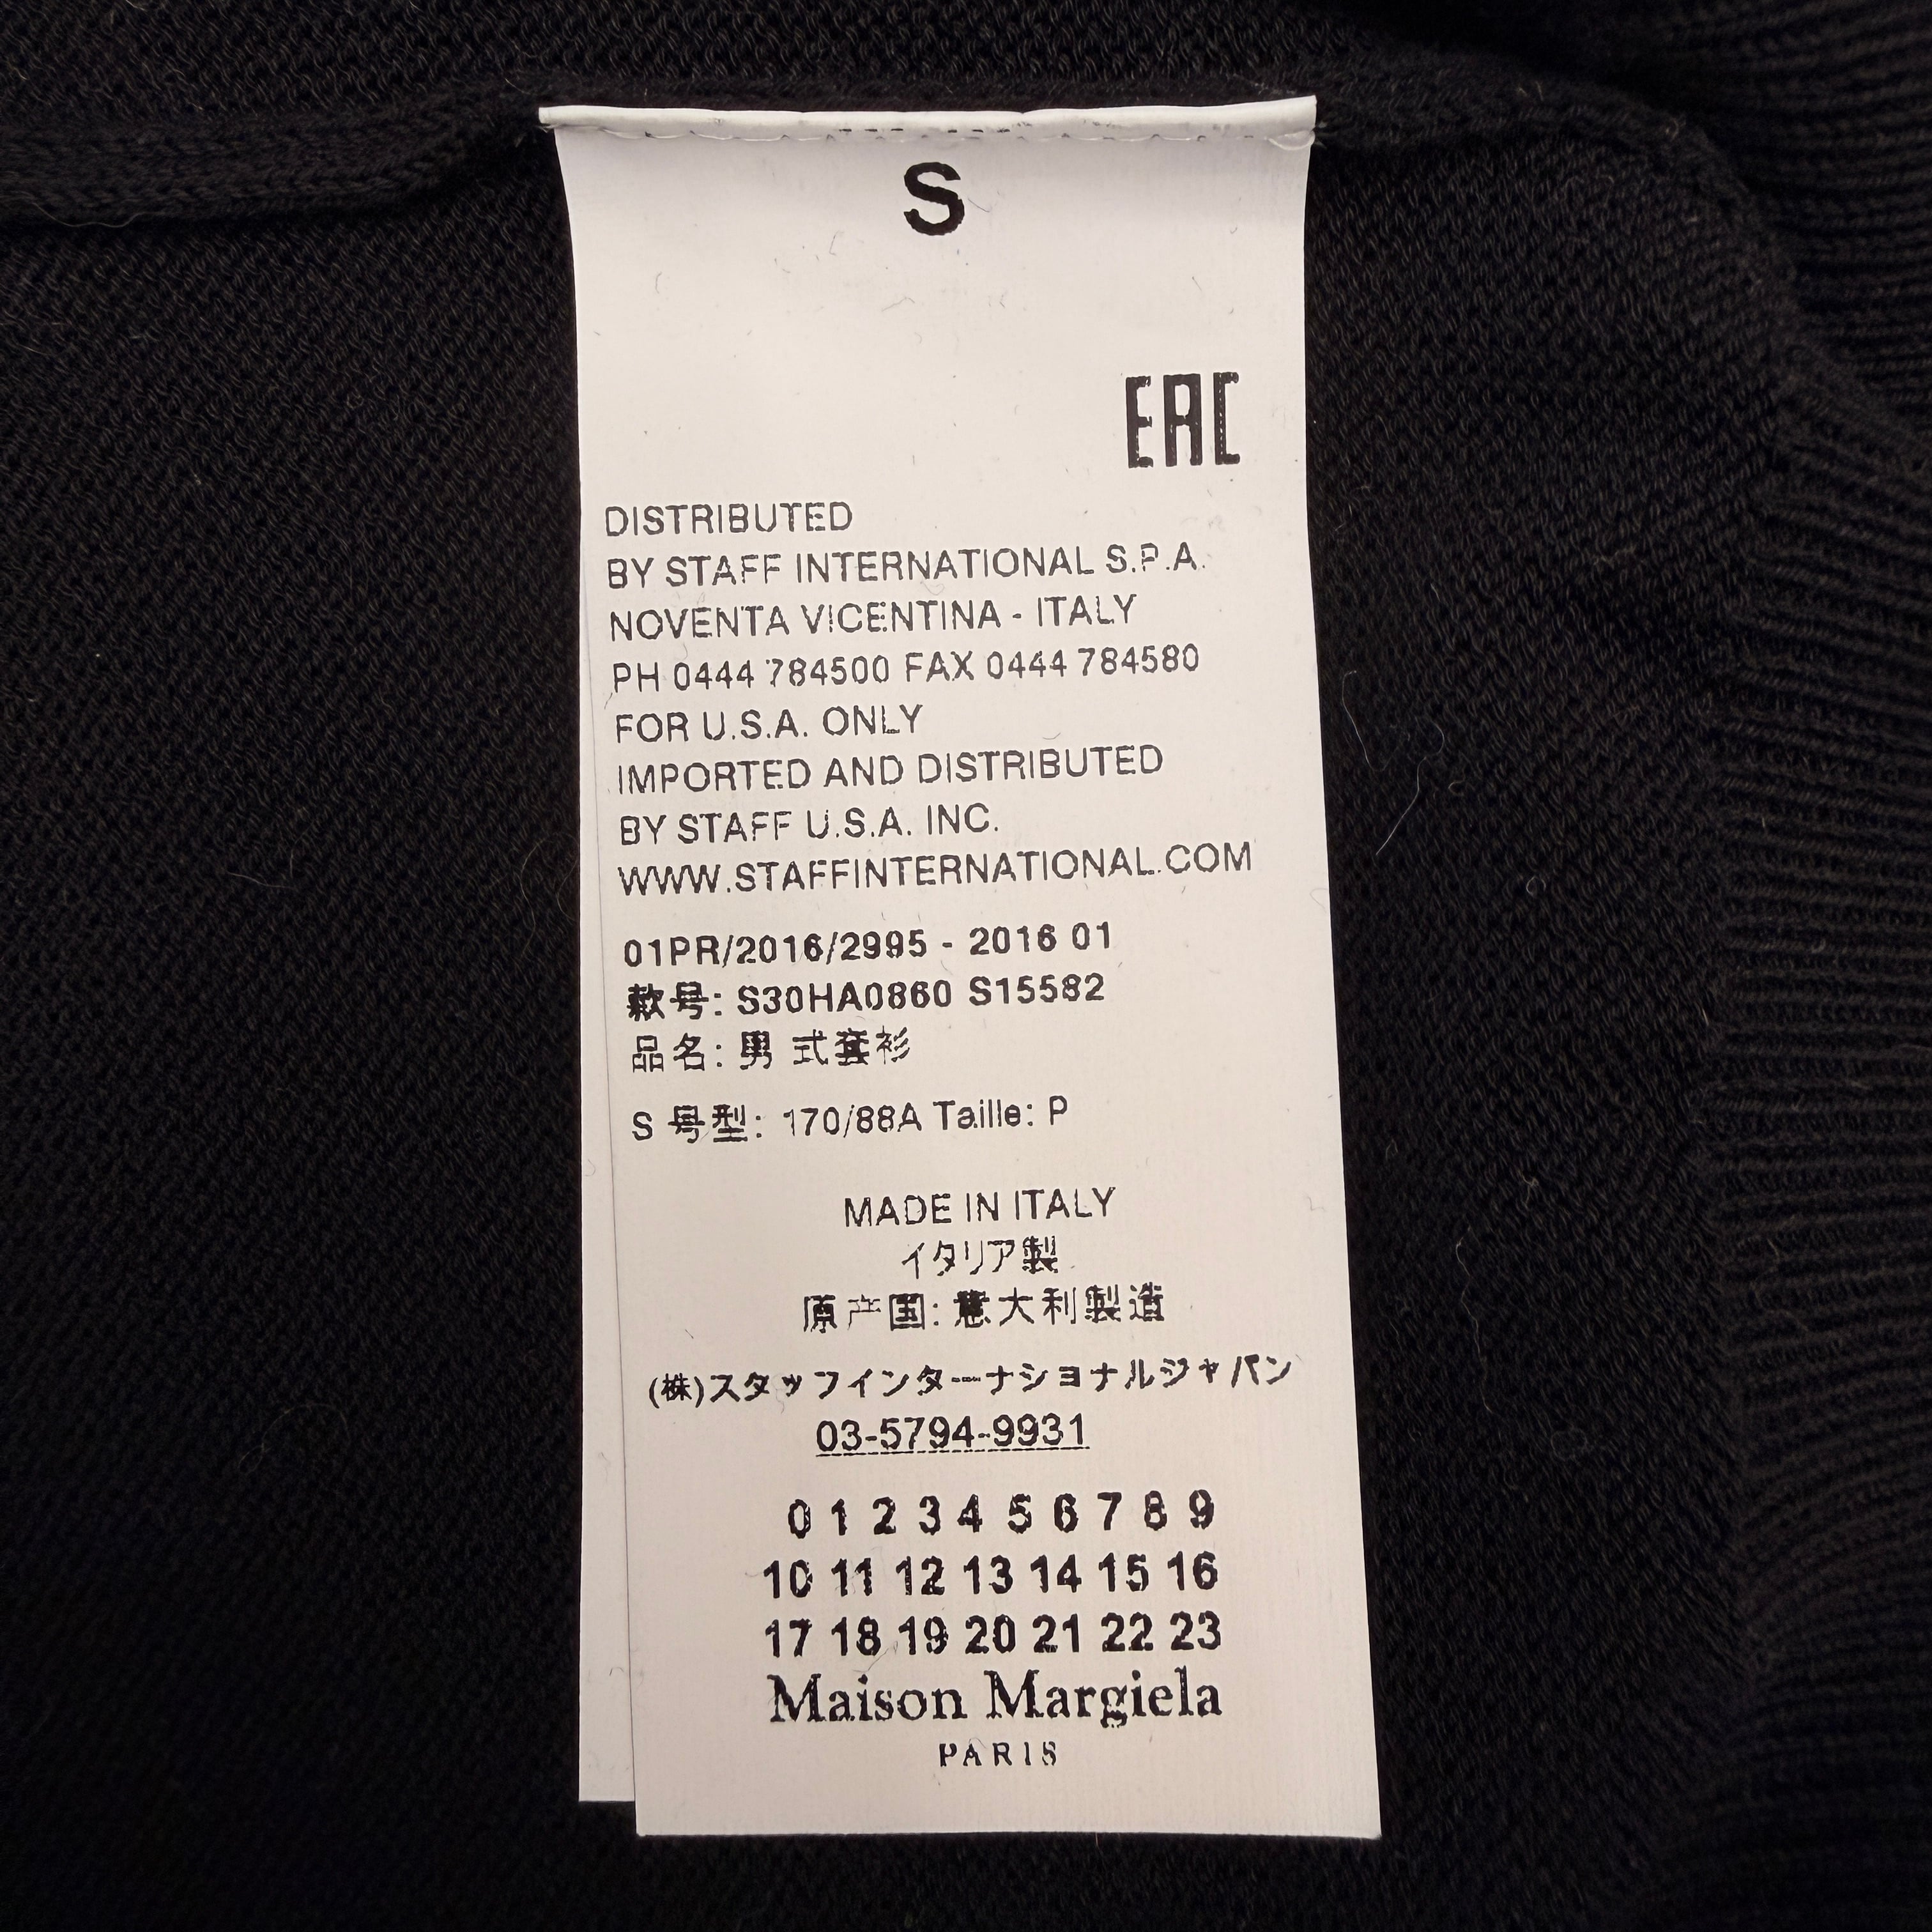 S
EAC
DISTRIBUTED
BY STAFF INTERNATIONAL S.P.A.
NOVENTA VICENTINA - ITALY
PH 0444 784500 FAX 0444 784580
FOR U.S.A. ONLY
IMPORTED AND DISTRIBUTED
BY STAFF U.S.A. INC.
WWW.STAFFINTERNATIONAL.COM
01PR/2016/2995 - 2016 01
款号: S30HA0860 S15582
品名: 男 式套衫
S 号型: 170/88A Taille: P
MADE IN ITALY
イタリア製
原产国: 意大利製造
(株)スタッフインターナショナルジャパン
03-5794-9931
0 1 2 3 4 5 6 7 8 9
10 11 12 13 14 15 16
17 18 19 20 21 22 23
Maison Margiela
PARIS